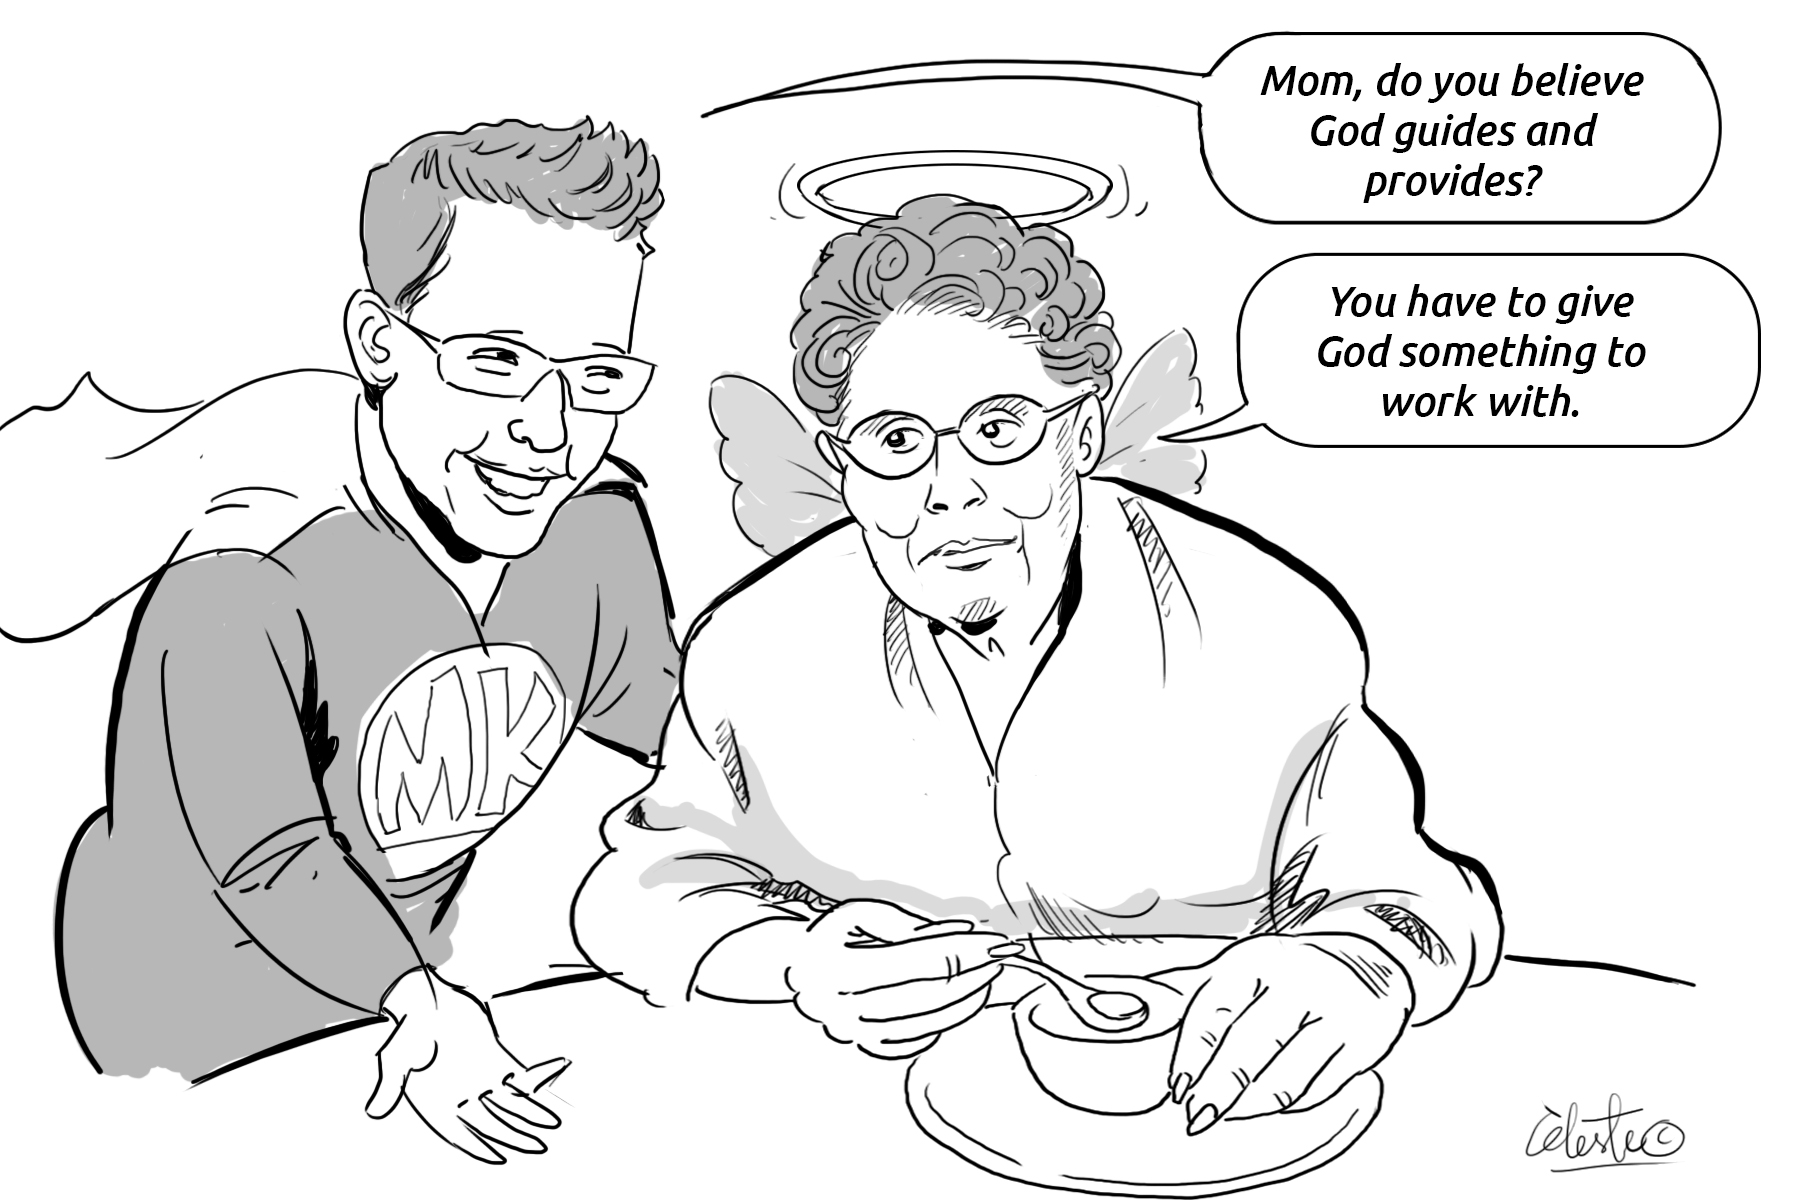 Mom, do you believe
God guides and
provides?
You have to give
God something to
work with.
MK
Celeste ©